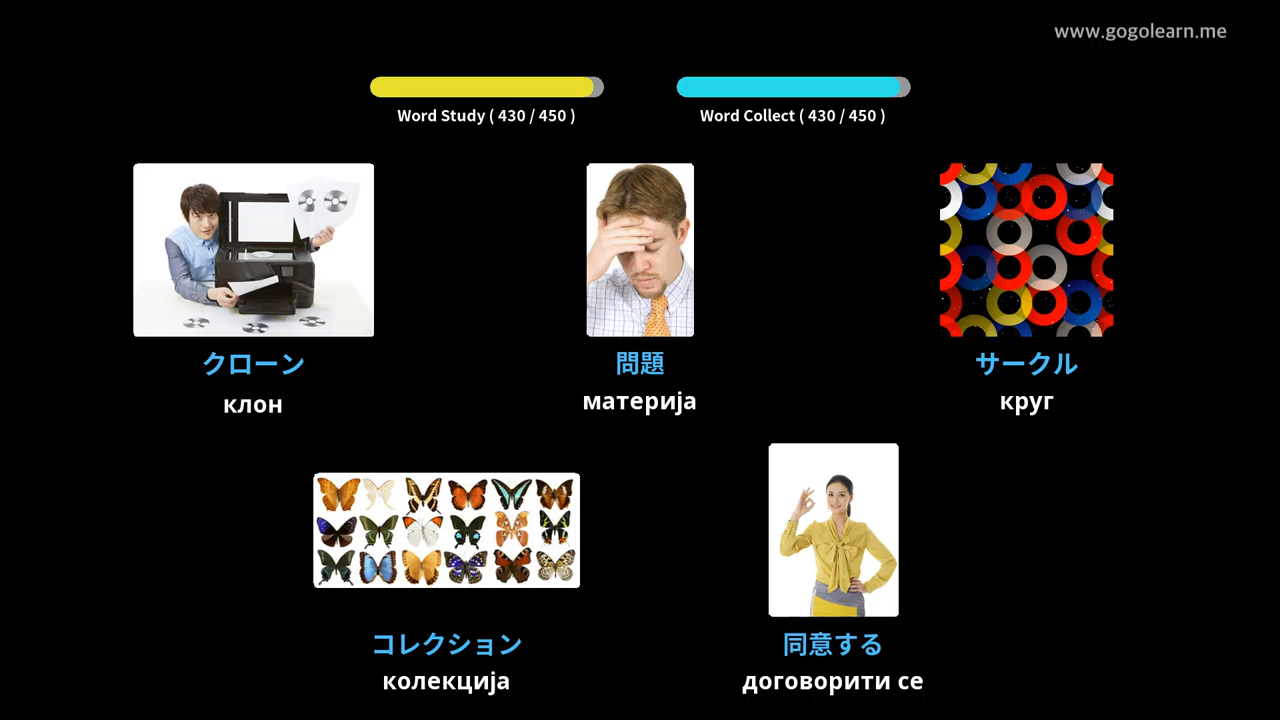 www.gogolearn.me
Word Study ( 430 / 450 )
Word Collect ( 430 / 450 )
クローン
клон
問題
материја
サークル
круг
コレクション
колекција
同意する
договорити се